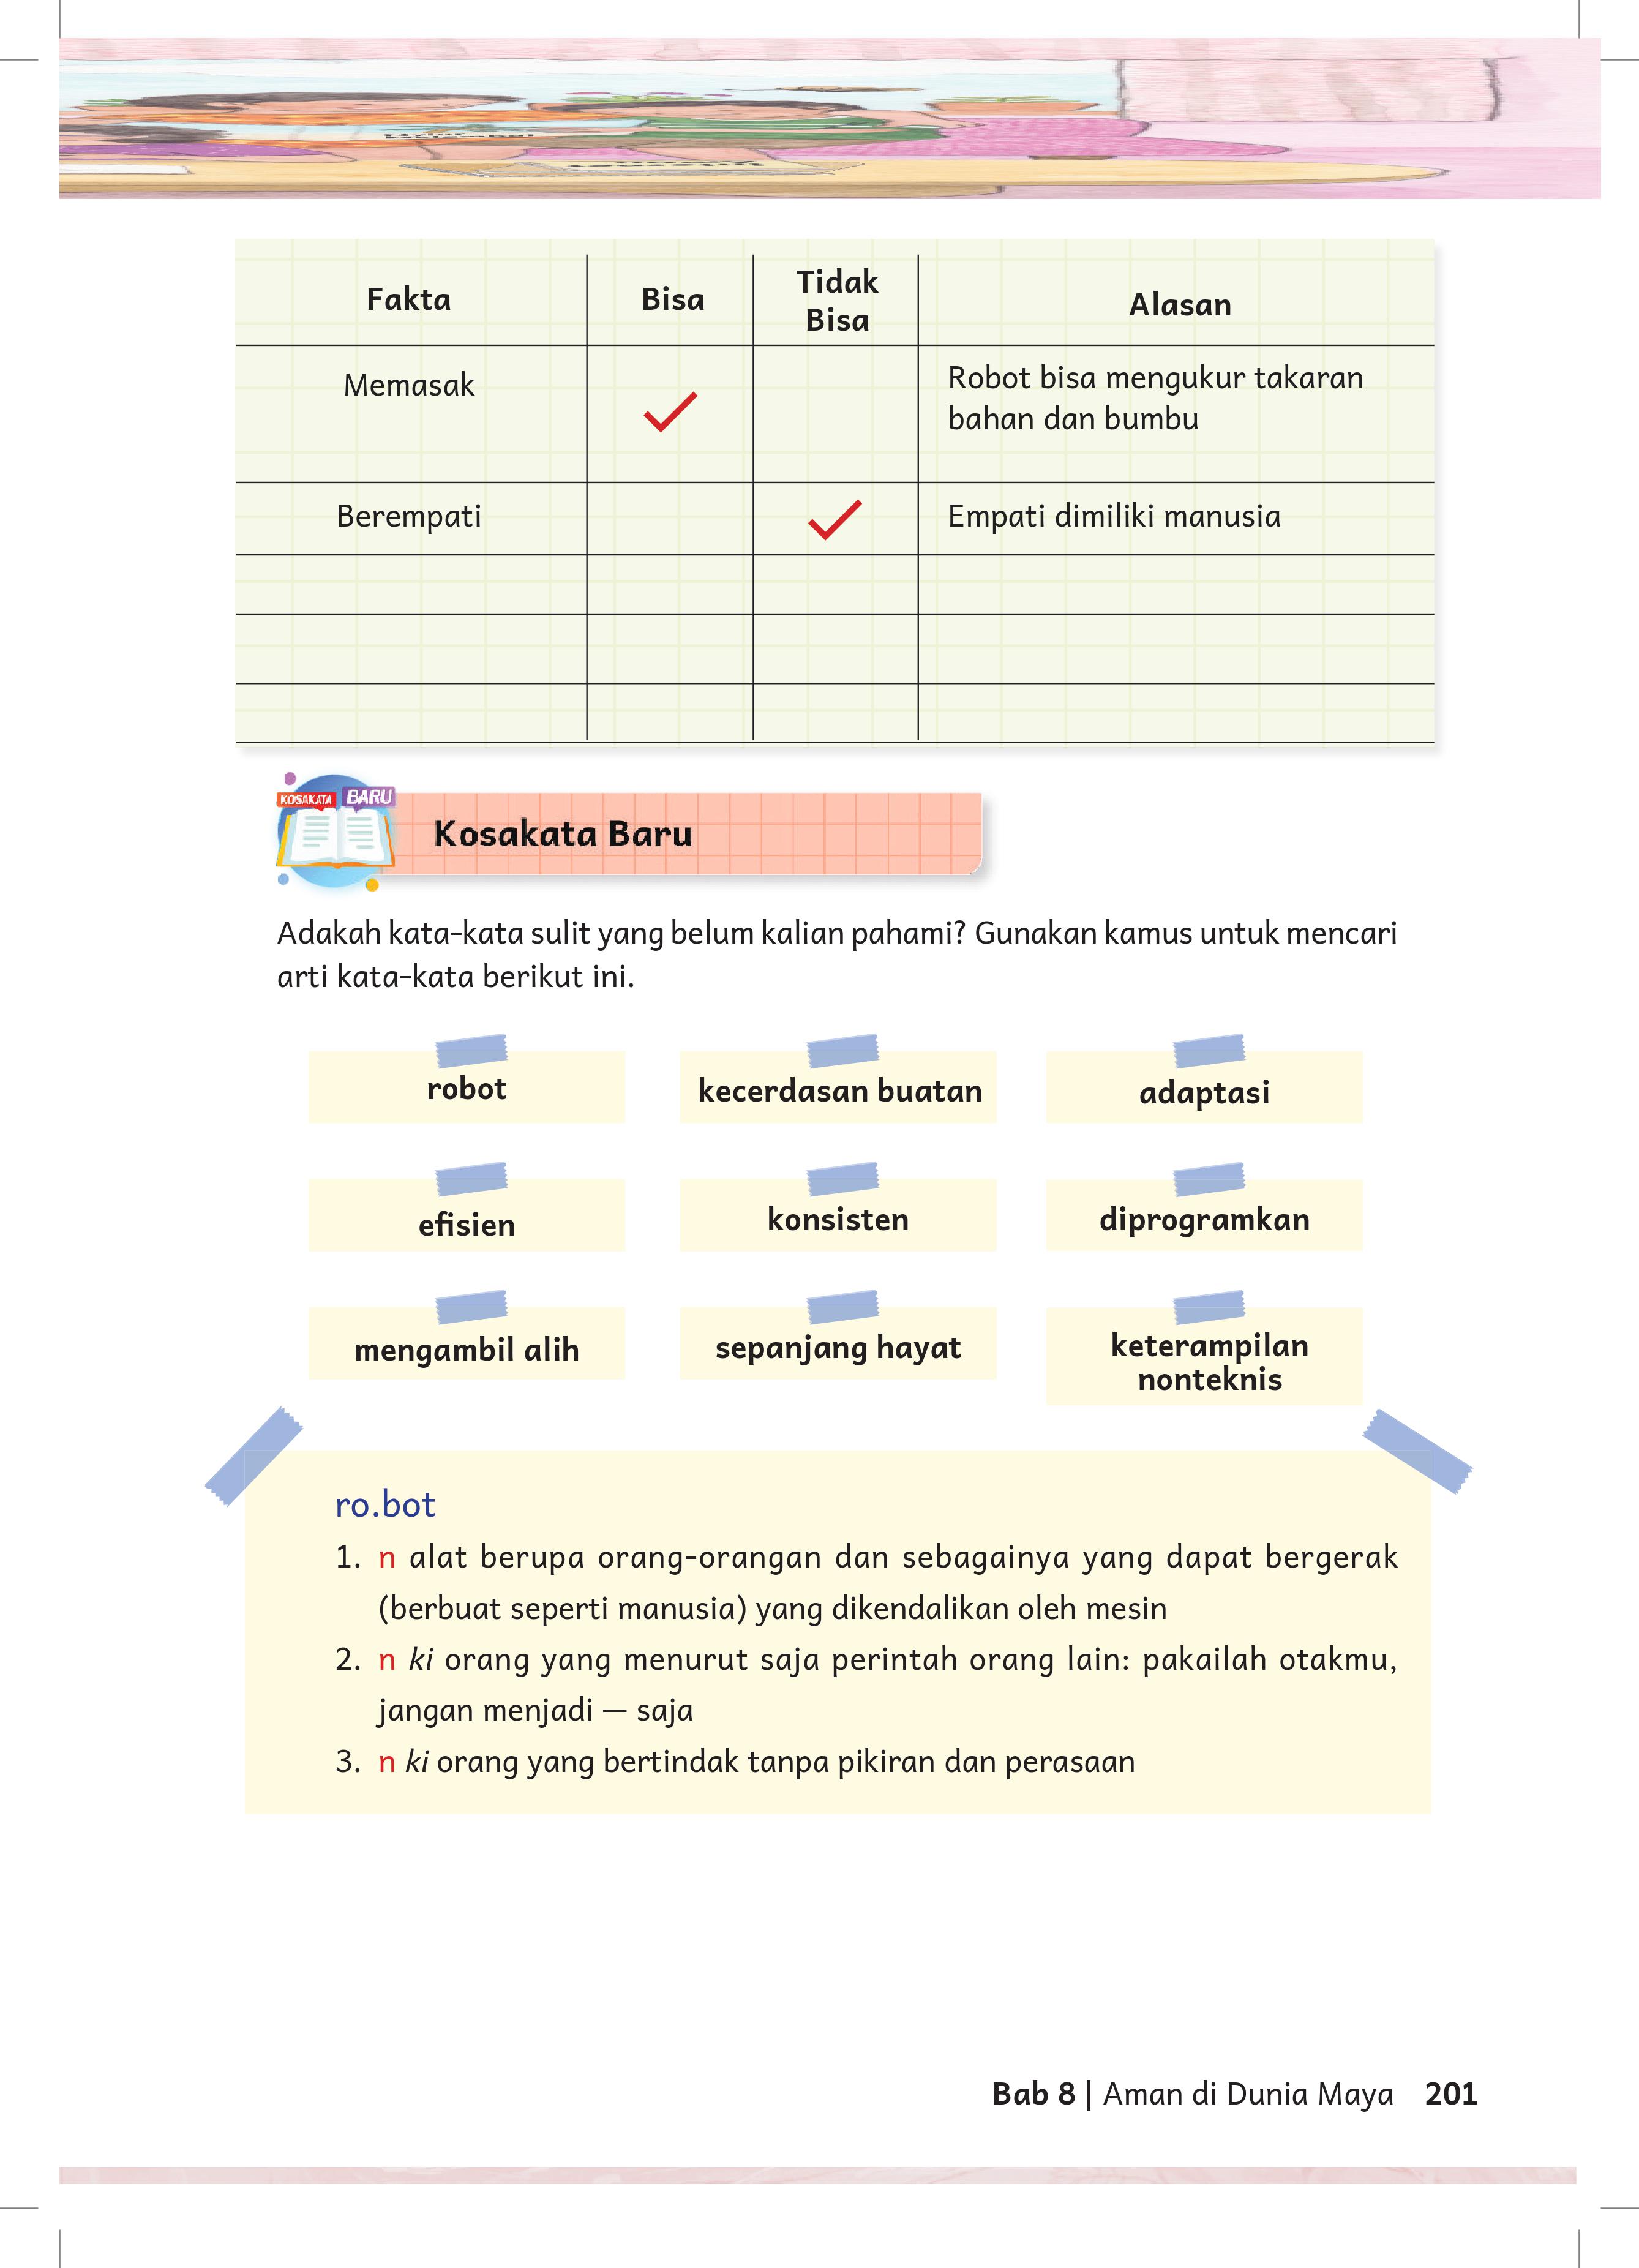 Fakta
Bisa
Tidak
Bisa
Alasan
Memasak
Robot bisa mengukur takaran
bahan dan bumbu
Berempati
Empati dimiliki manusia
KOSAKATA BARU
Kosakata Baru
Adakah kata-kata sulit yang belum kalian pahami? Gunakan kamus untuk mencari
arti kata-kata berikut ini.
robot
kecerdasan buatan
adaptasi
efisien
konsisten
diprogramkan
mengambil alih
sepanjang hayat
keterampilan
nonteknis
ro.bot
1. n alat berupa orang-orangan dan sebagainya yang dapat bergerak
(berbuat seperti manusia) yang dikendalikan oleh mesin
2. n ki orang yang menurut saja perintah orang lain: pakailah otakmu,
jangan menjadi — saja
3. n ki orang yang bertindak tanpa pikiran dan perasaan
Bab 8 | Aman di Dunia Maya 201